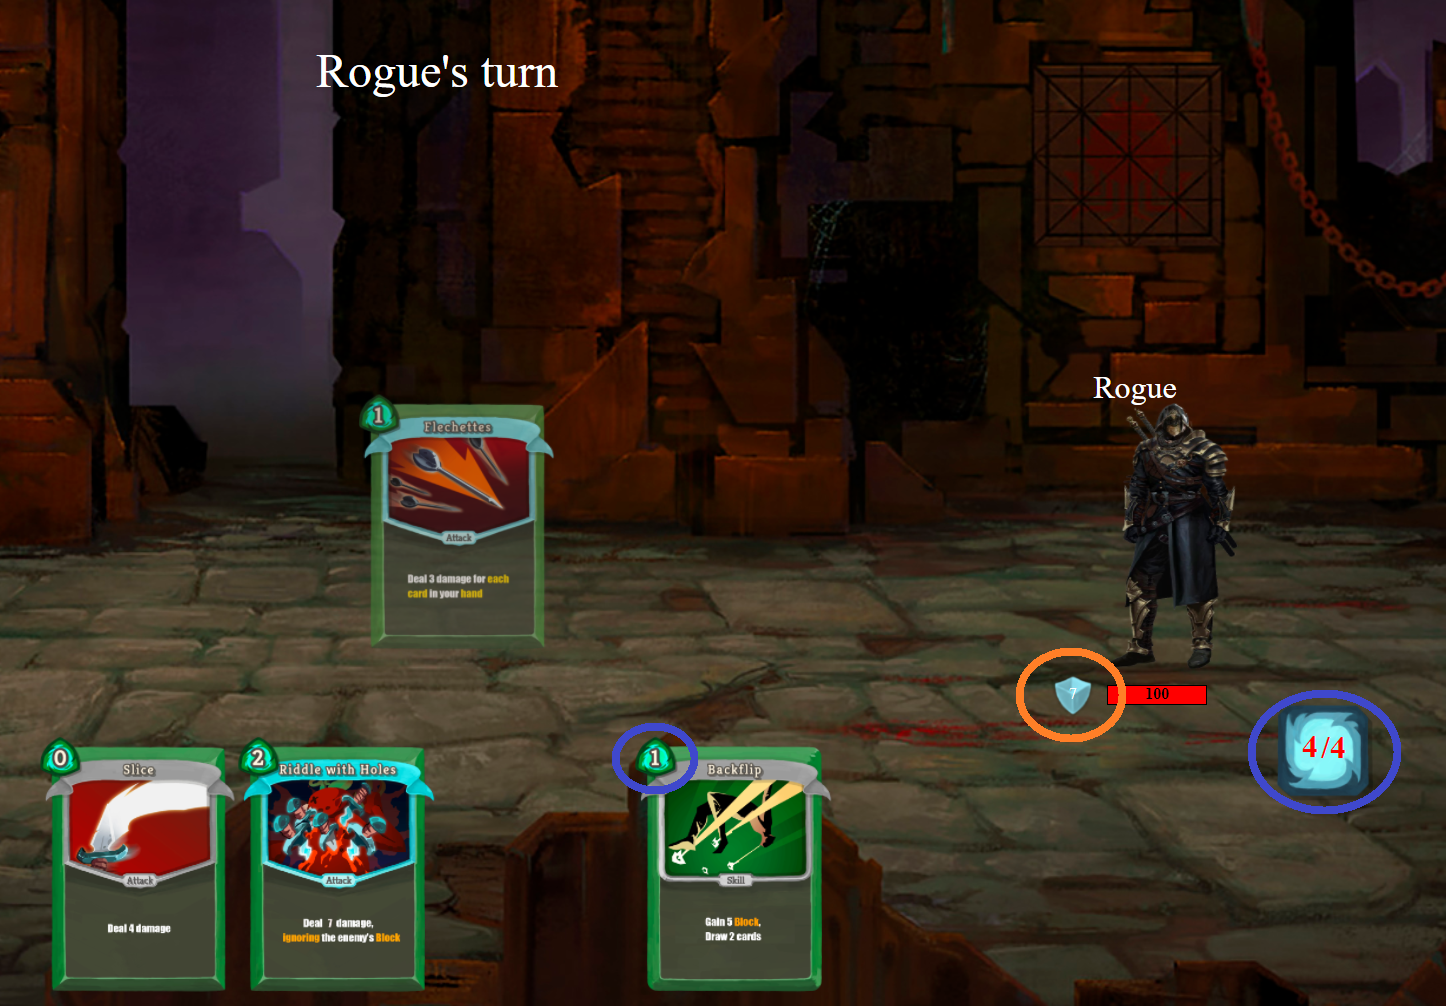 Rogue's turn
Rogue
1
Flechettes
Attack
Deal 3 damage for each
card in your hand
7
100
4/4
0
Slice
Attack
Deal 4 damage
2
Riddle with Holes
Attack
Deal 7 damage,
ignoring the enemy's Block
1
Backflip
Skill
Gain 5 Block,
Draw 2 cards